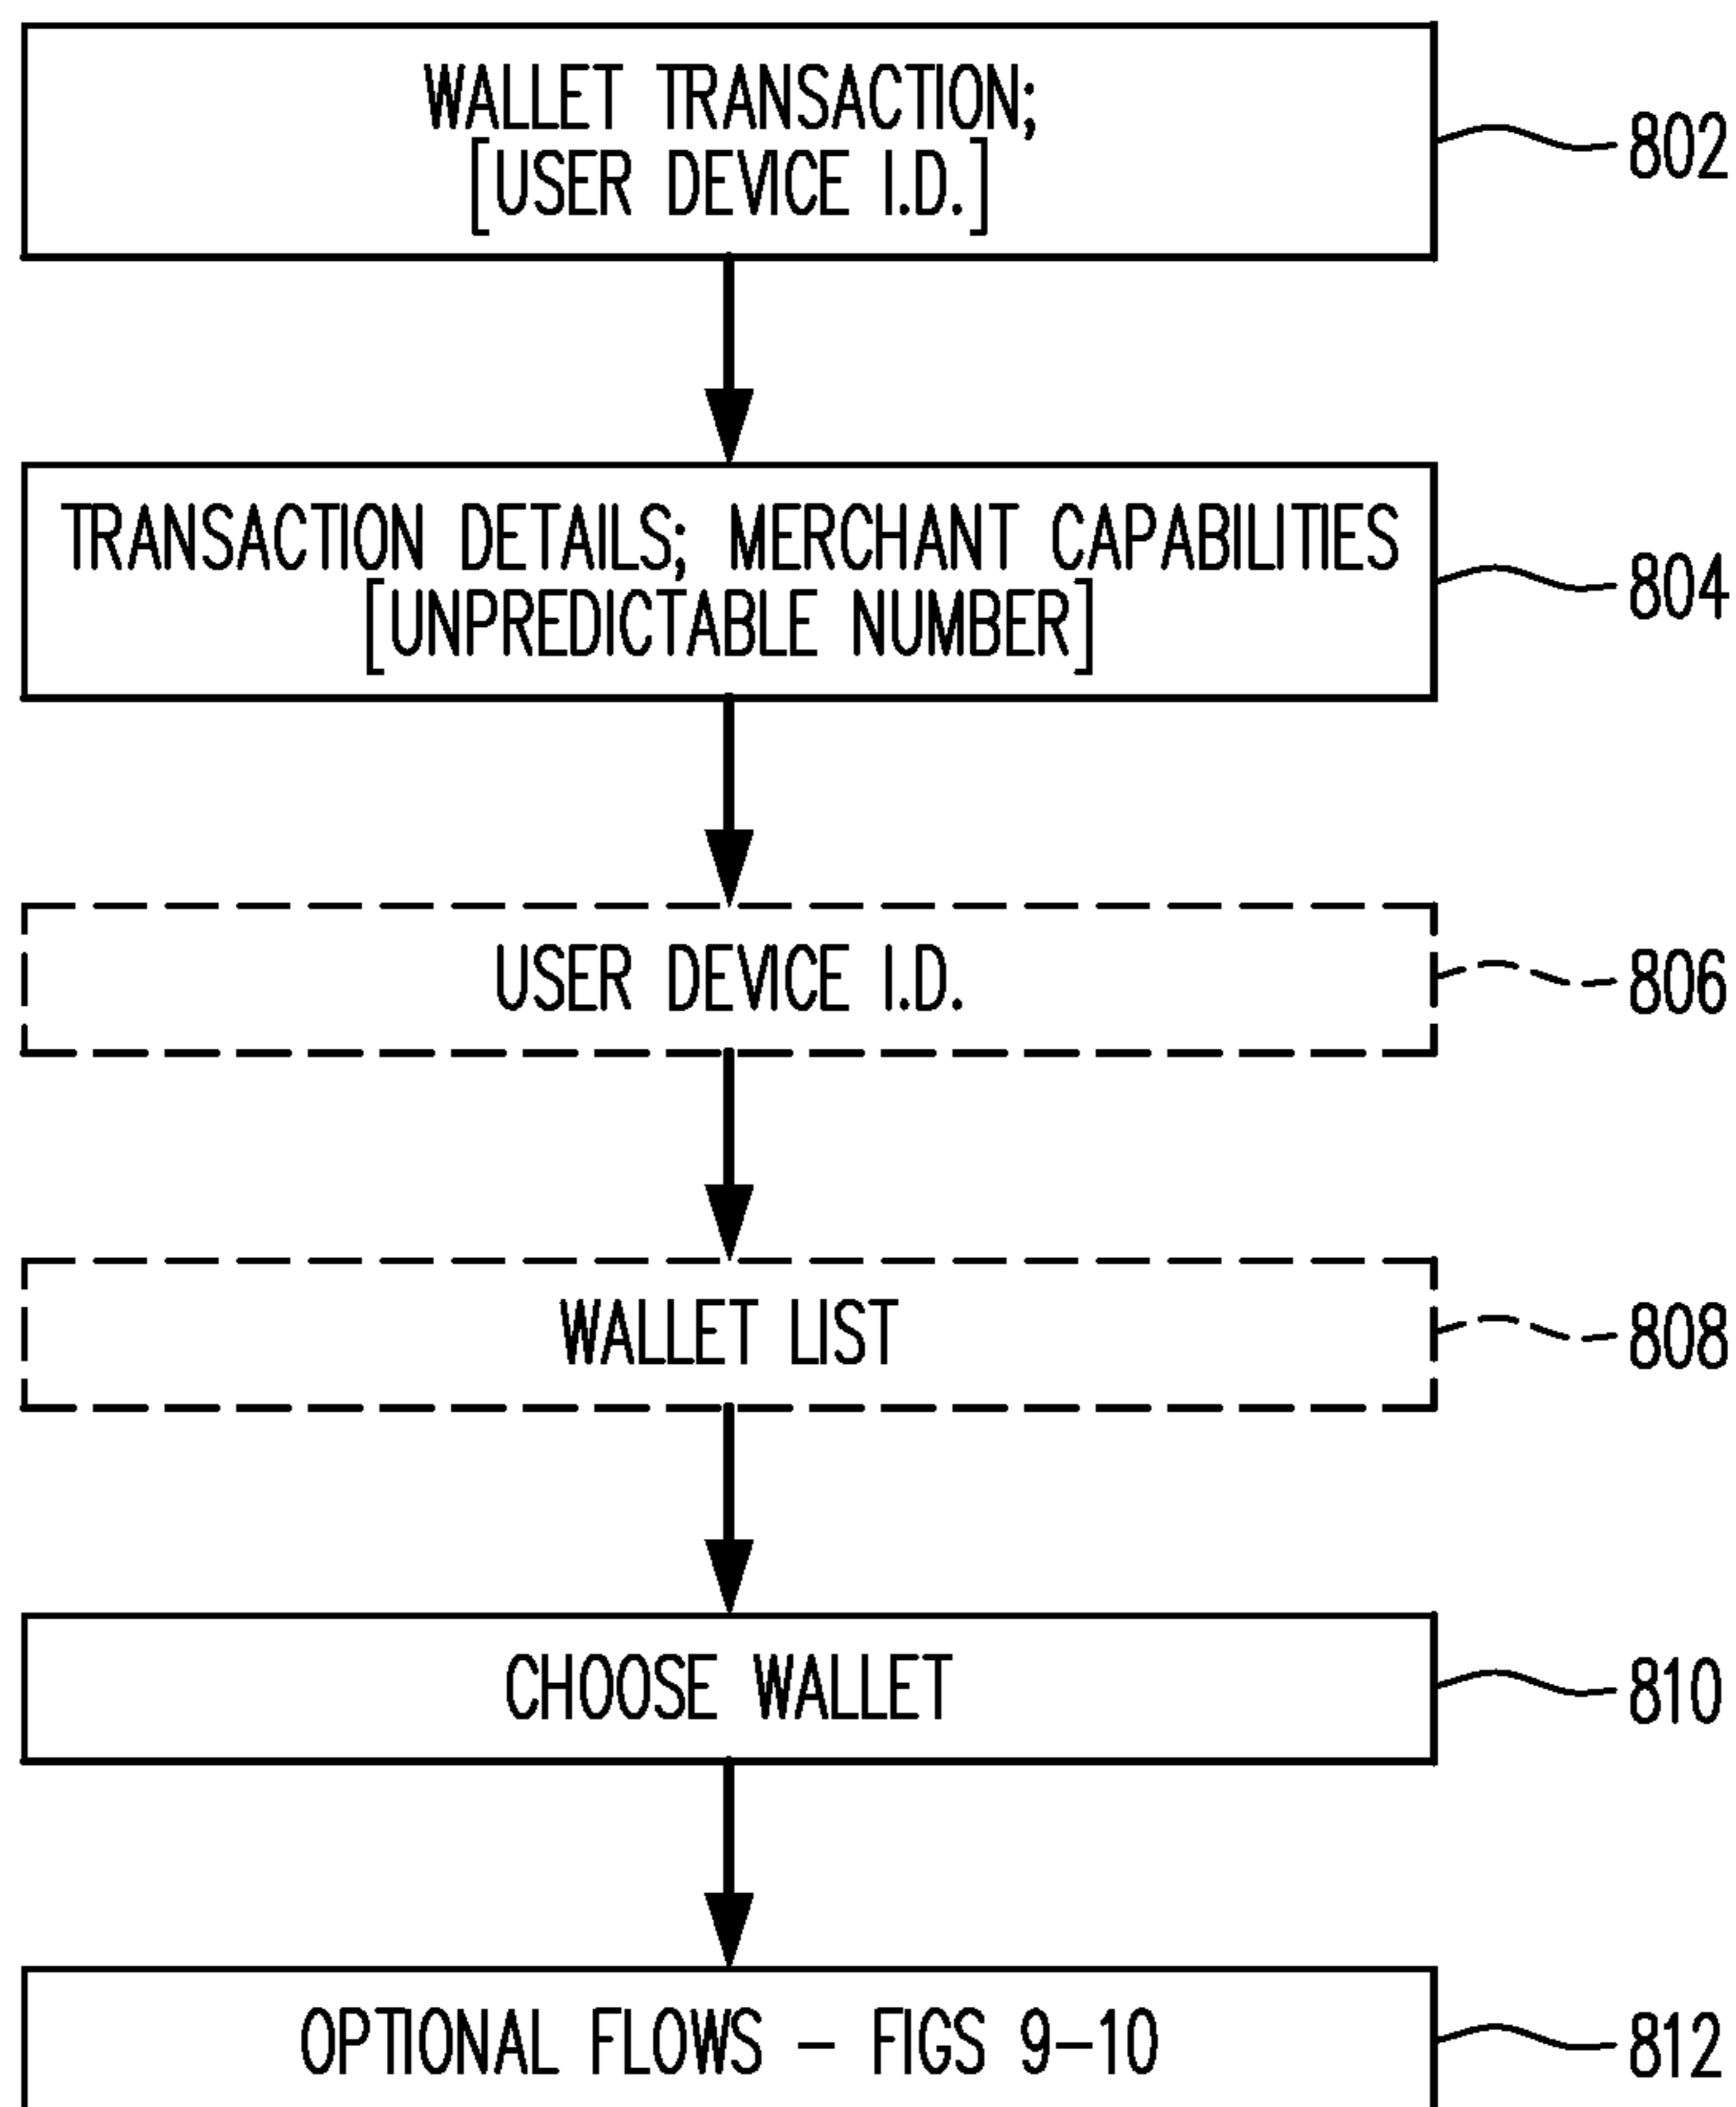 WALLET TRANSACTION;
[USER DEVICE I.D.]
802
TRANSACTION DETAILS; MERCHANT CAPABILITIES
[UNPREDICTABLE NUMBER]
804
USER DEVICE I.D.
806
WALLET LIST
808
CHOOSE WALLET
810
OPTIONAL FLOWS - FIGS 9-10
812